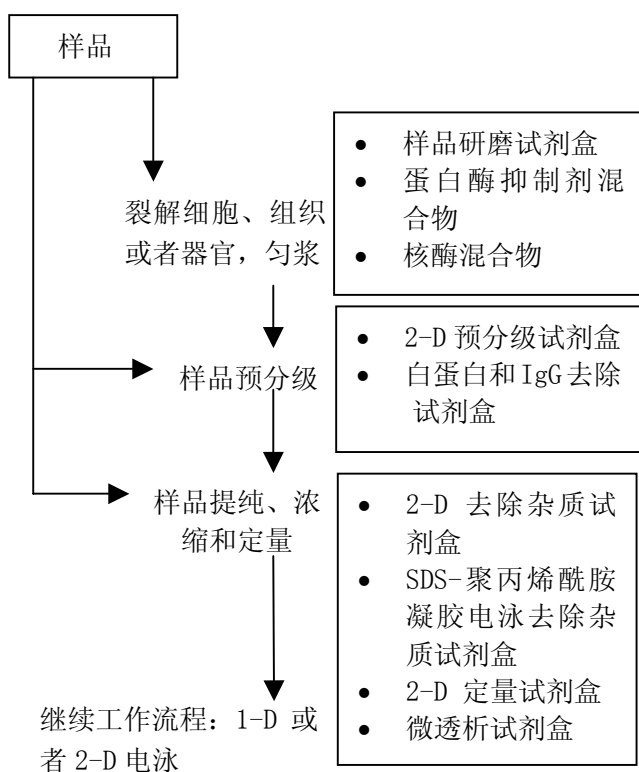 样品
● 样品研磨试剂盒
● 蛋白酶抑制剂混
合物
● 核酶混合物
裂解细胞、组织
或者器官，匀浆
● 2-D 预分级试剂盒
● 白蛋白和 IgG 去除
试剂盒
样品预分级
样品提纯、浓
缩和定量
● 2-D 去除杂质试
剂盒
● SDS-聚丙烯酰胺
凝胶电泳去除杂
质试剂盒
● 2-D 定量试剂盒
● 微透析试剂盒
继续工作流程：1-D 或
者 2-D 电泳